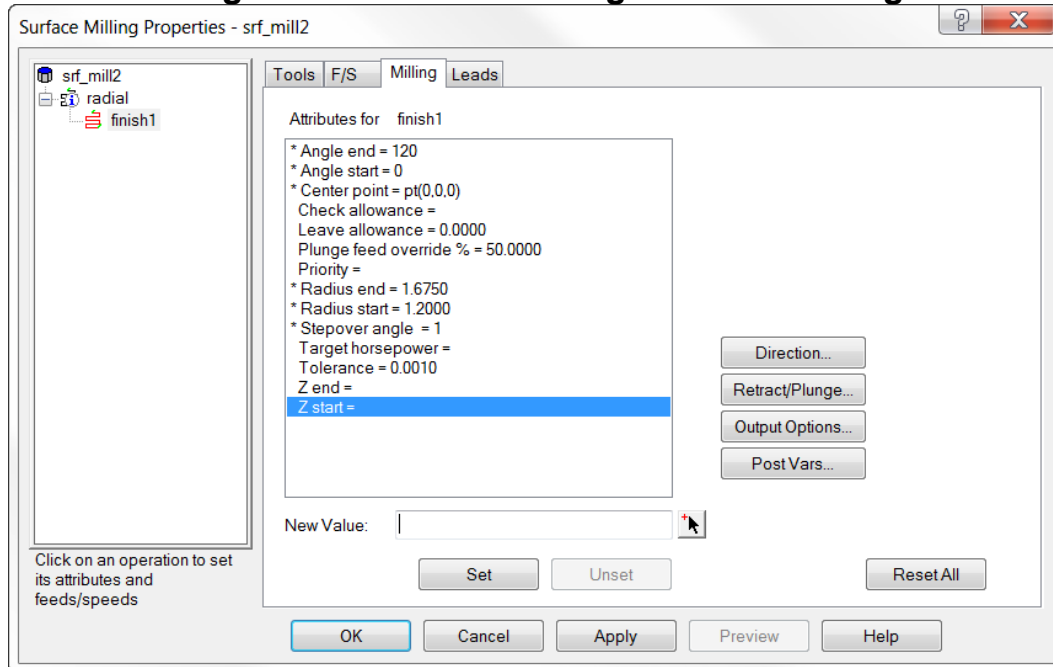 Surface Milling Properties - srf_mill2
srf_mill2
radial
finish1
Tools F/S Milling Leads
Attributes for finish1
* Angle end = 120
* Angle start = 0
* Center point = pt(0,0,0)
Check allowance =
Leave allowance = 0.0000
Plunge feed override % = 50.0000
Priority =
* Radius end = 1.6750
* Radius start = 1.2000
* Stepover angle = 1
Target horsepower =
Tolerance = 0.0010
Z end =
Z start =
Direction...
Retract/Plunge...
Output Options...
Post Vars...
New Value:
Set Unset Reset All
Click on an operation to set
its attributes and
feeds/speeds
OK Cancel Apply Preview Help